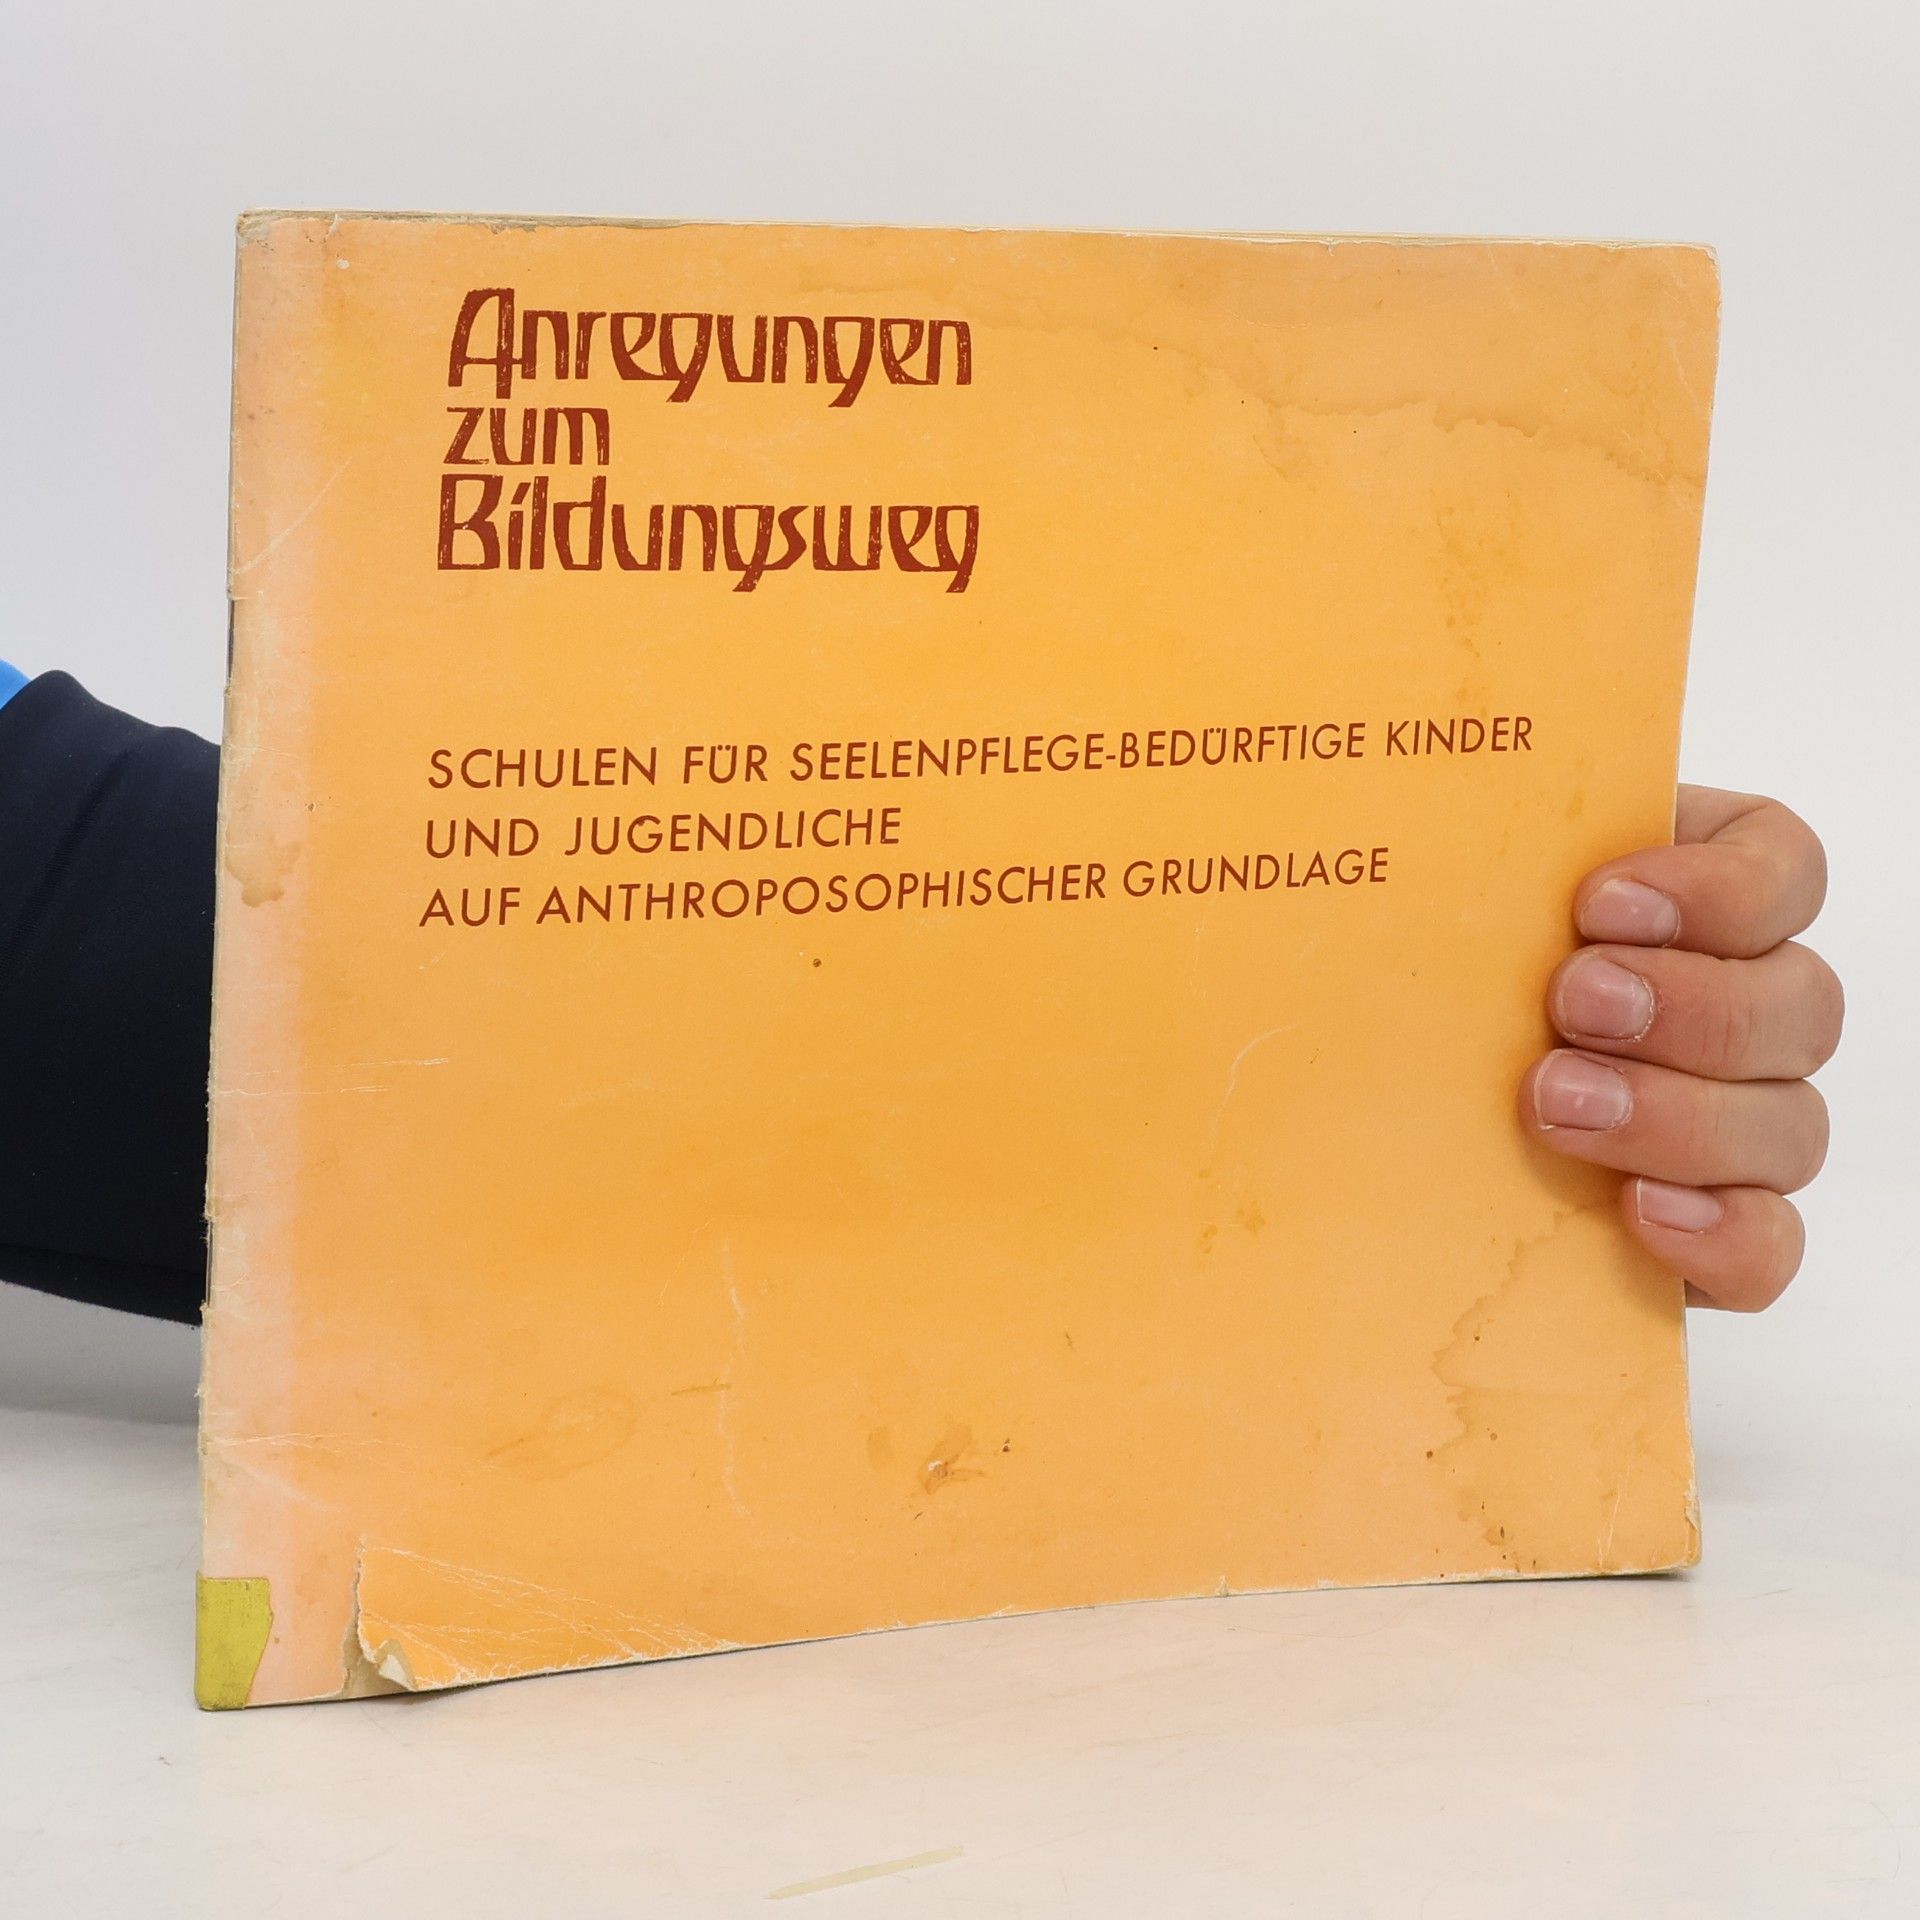 Anregungen
zum
Bildungsweg
SCHULEN FÜR SEELENPFLEGE-BEDÜRFTIGE KINDER
UND JUGENDLICHE
AUF ANTHROPOSOPHISCHER GRUNDLAGE